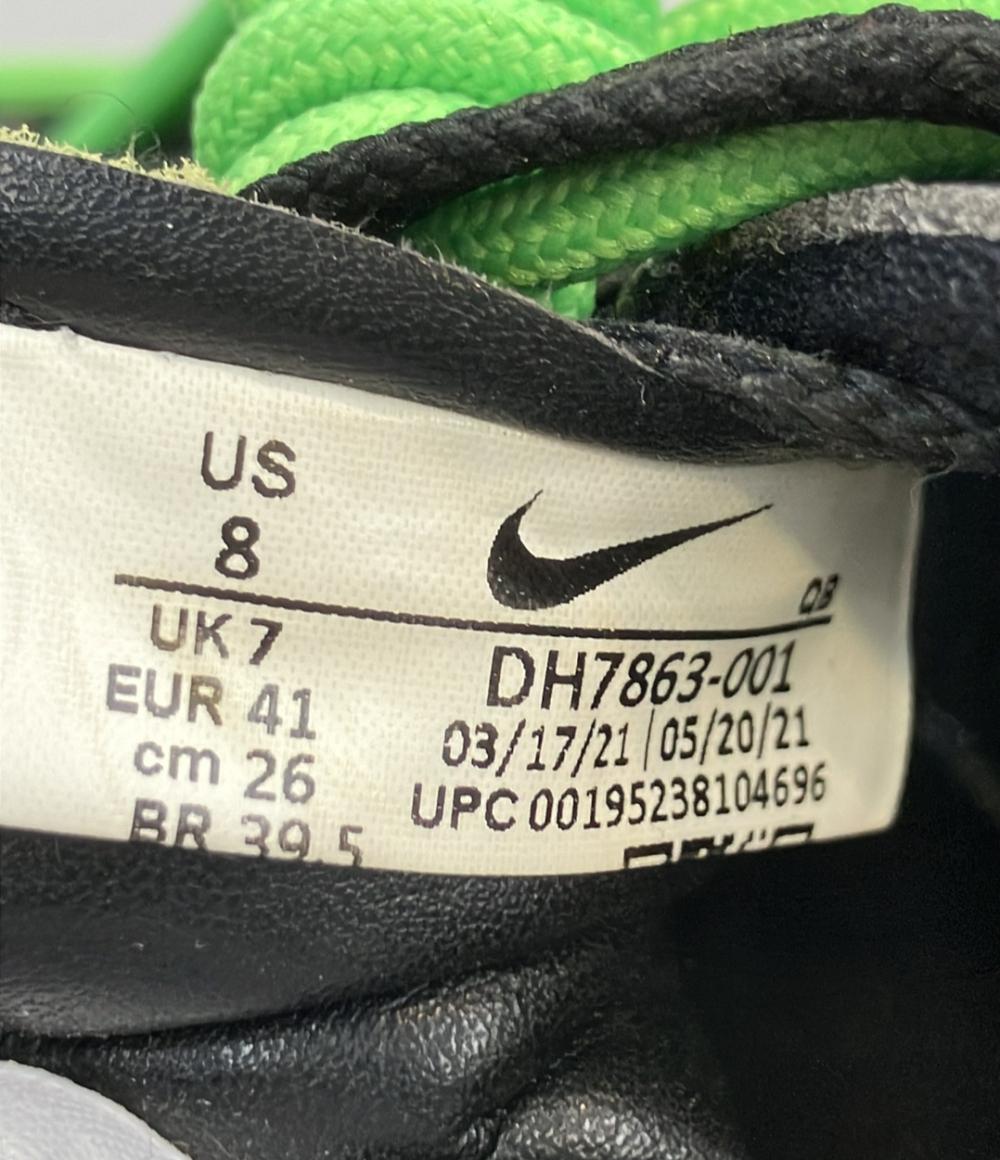 US
8
QB
UK 7
EUR 41
cm 26
BR 39.5
DH7863-001
03/17/21 | 05/20/21
UPC 00195238104696